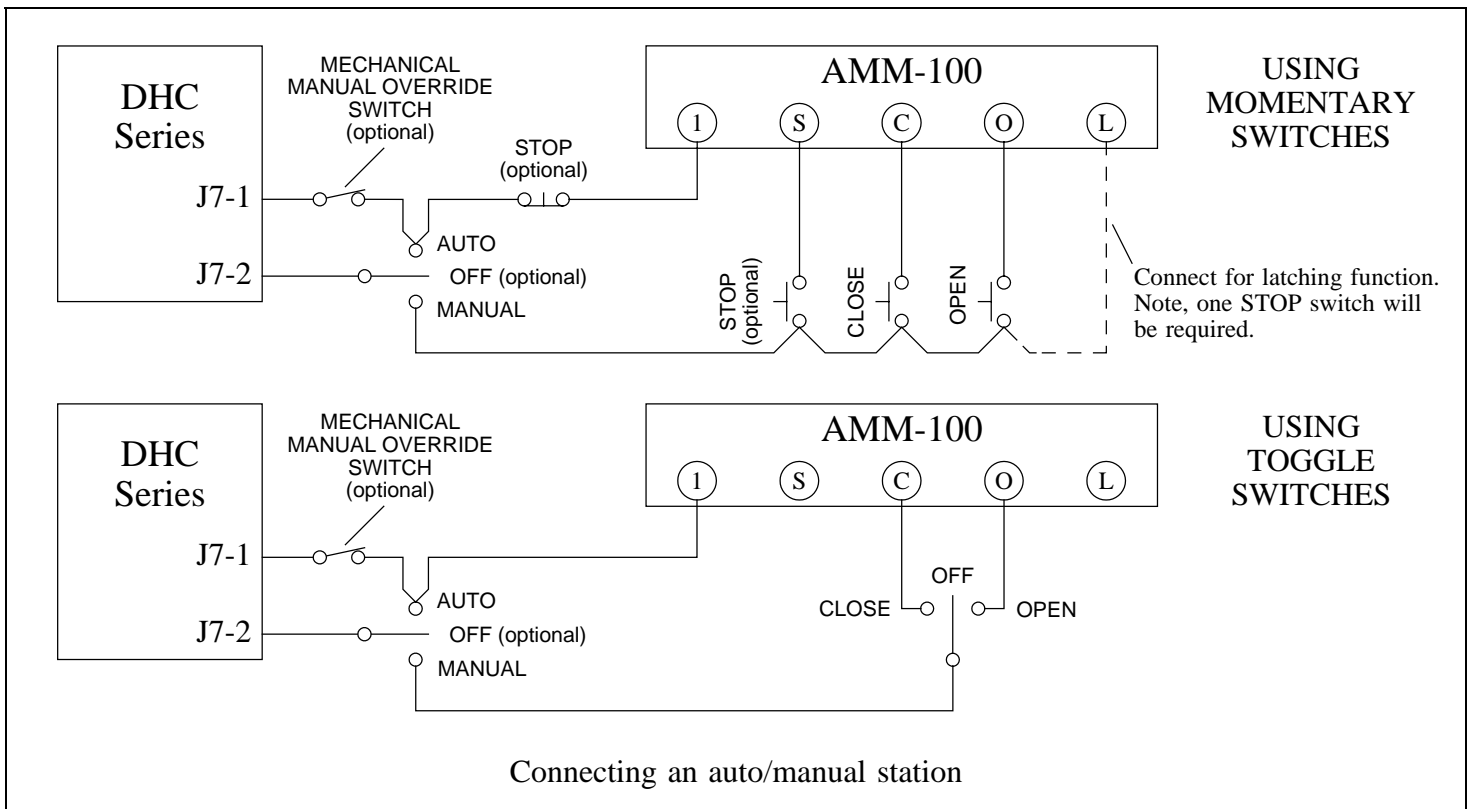 DHC
Series
J7-1
J7-2
MECHANICAL
MANUAL OVERRIDE
SWITCH
(optional)
STOP
(optional)
AUTO
OFF (optional)
MANUAL
AMM-100
1 S C O L
STOP
(optional)
CLOSE
OPEN
Connect for latching function.
Note, one STOP switch will
be required.
USING
MOMENTARY
SWITCHES
DHC
Series
J7-1
J7-2
MECHANICAL
MANUAL OVERRIDE
SWITCH
(optional)
AUTO
OFF (optional)
MANUAL
AMM-100
1 S C O L
OFF
CLOSE
OPEN
USING
TOGGLE
SWITCHES
Connecting an auto/manual station